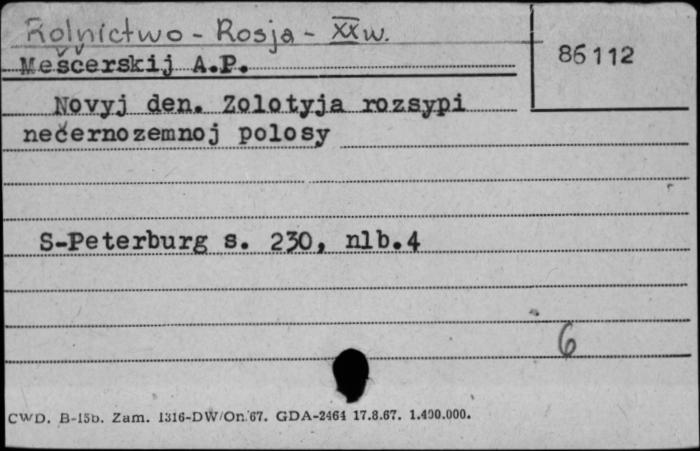 Rolnictwo - Rosja - XX w.
Meščerskij A.P.
86112
Novyj den. Zolotyja rozsypi
nečernozemnoj polosy
S-Peterburg s. 230, nlb.4
6
CWD. B-15b. Zam. 1316-DW/On.67. GDA-2464 17.8.67. 1.400.000.